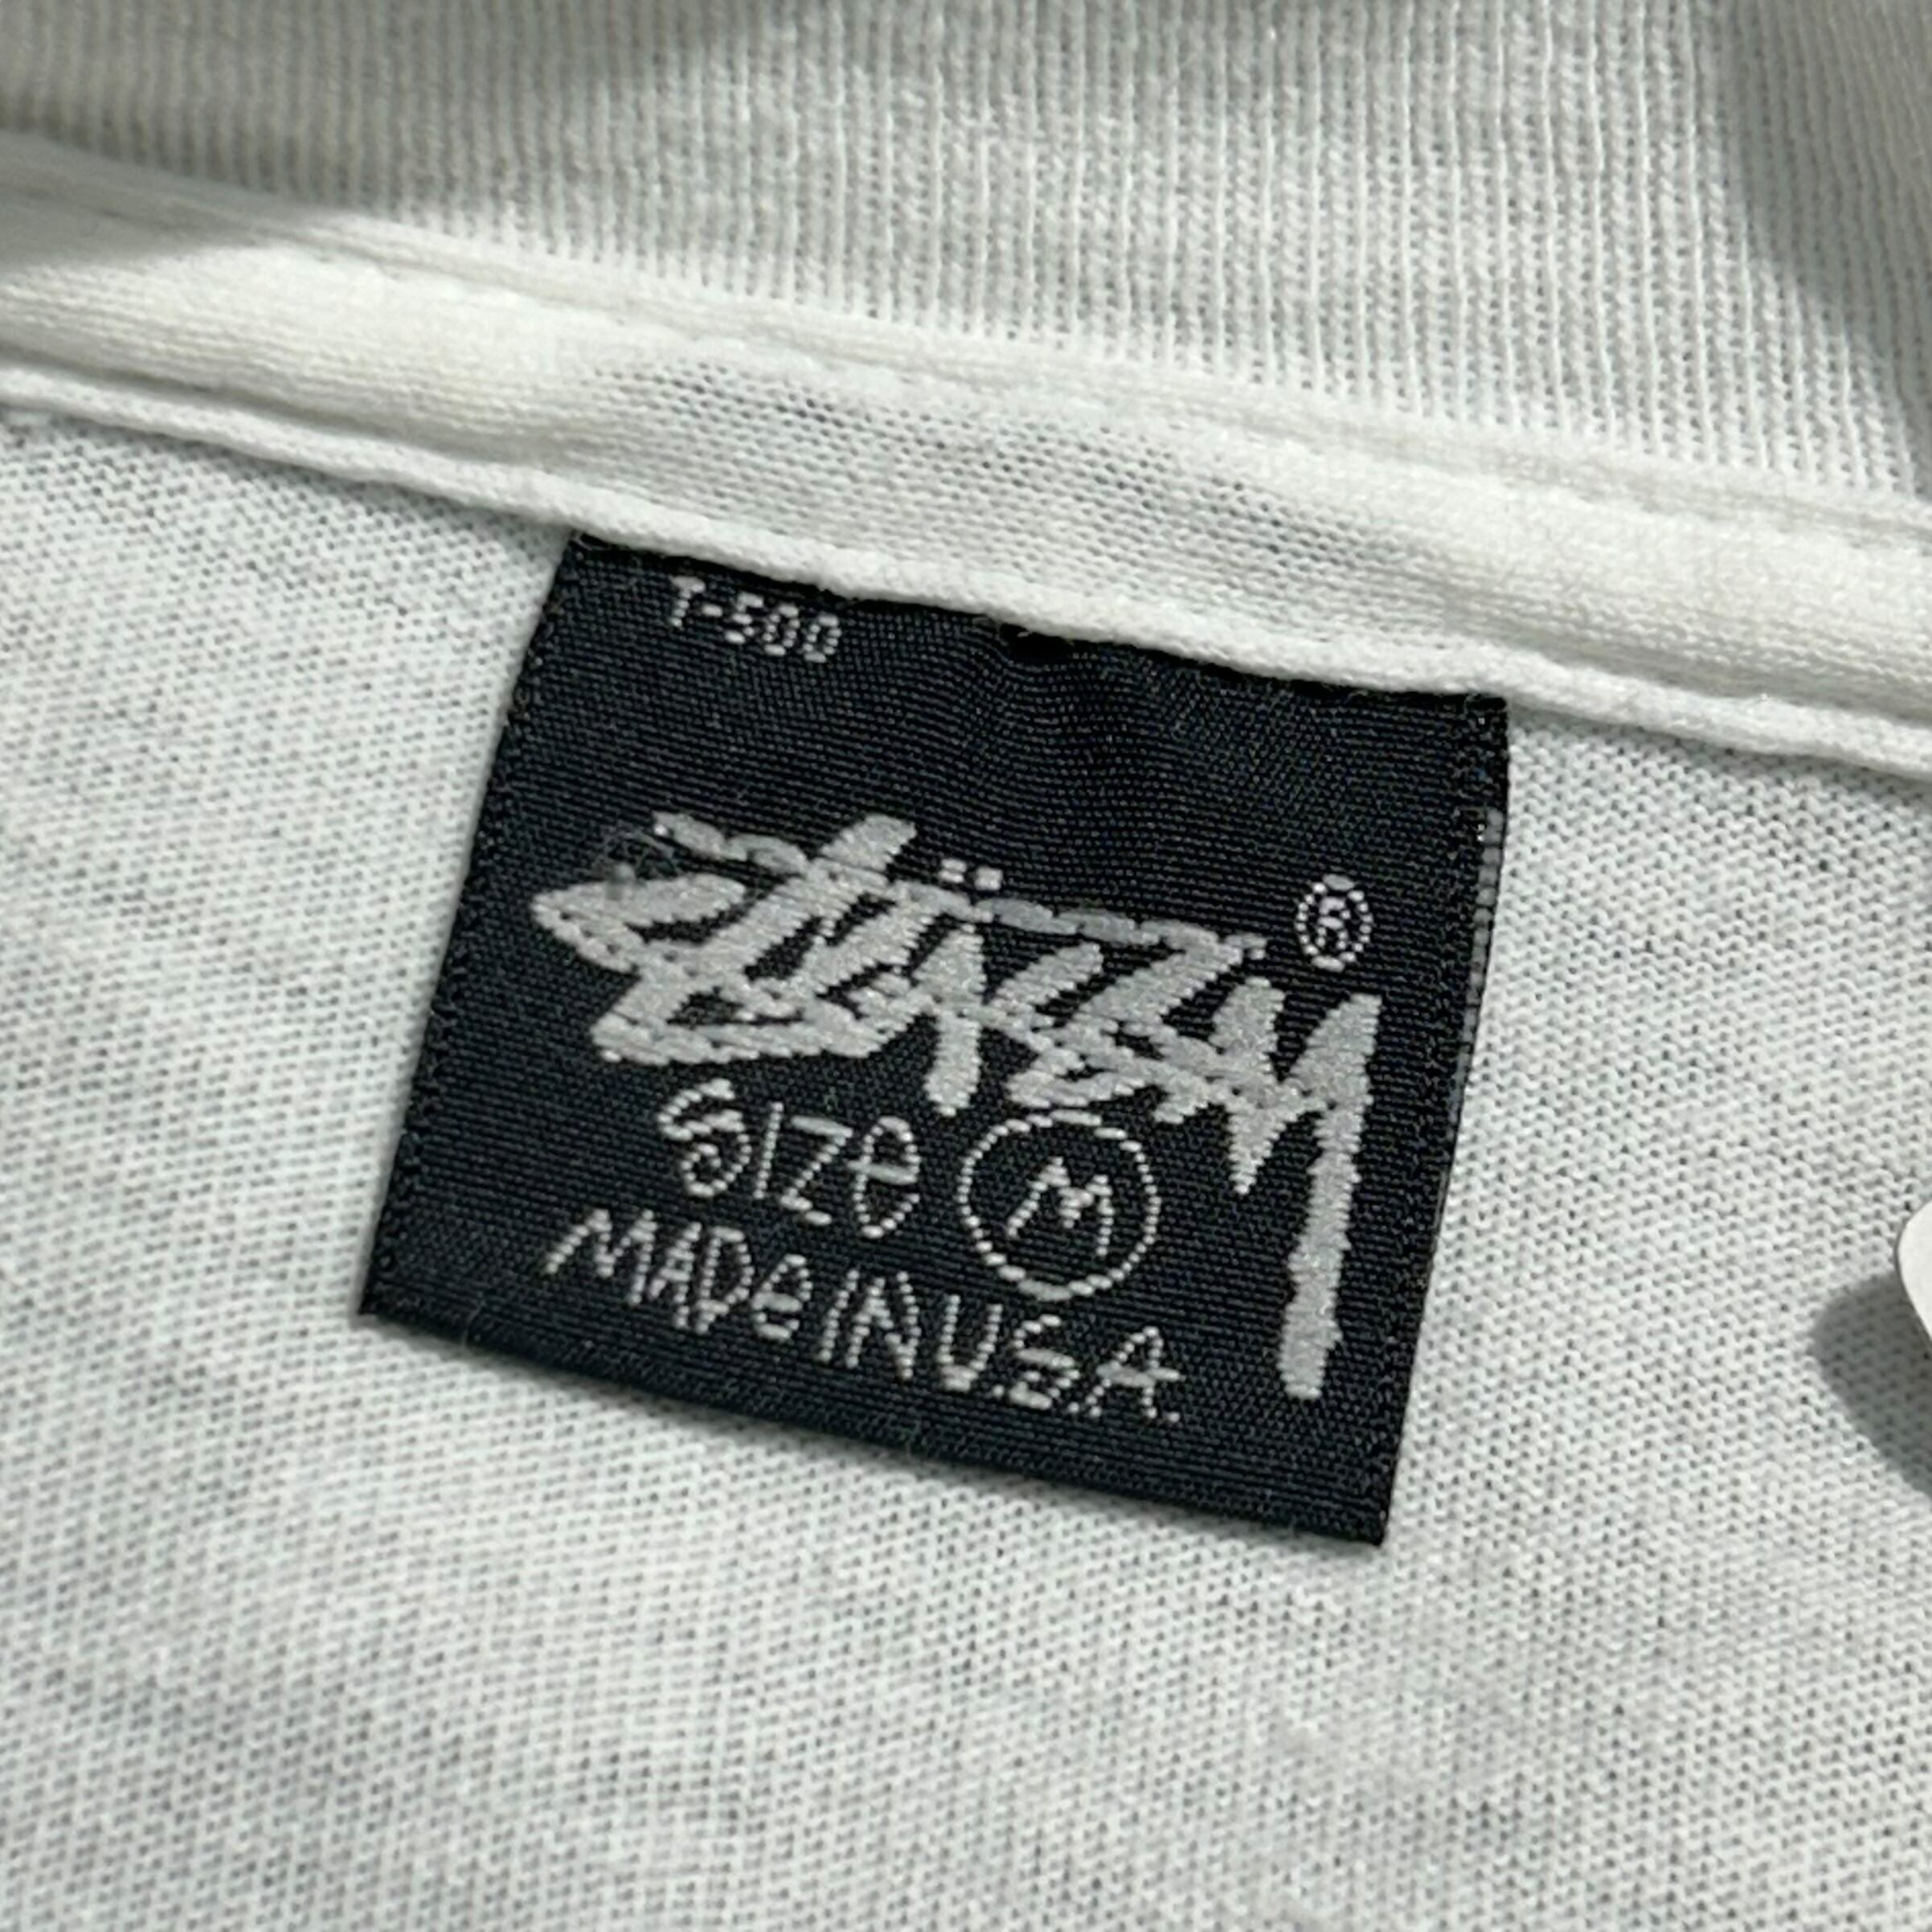 T-500
Stüssy ®
Size M
MADe IN U.S.A.